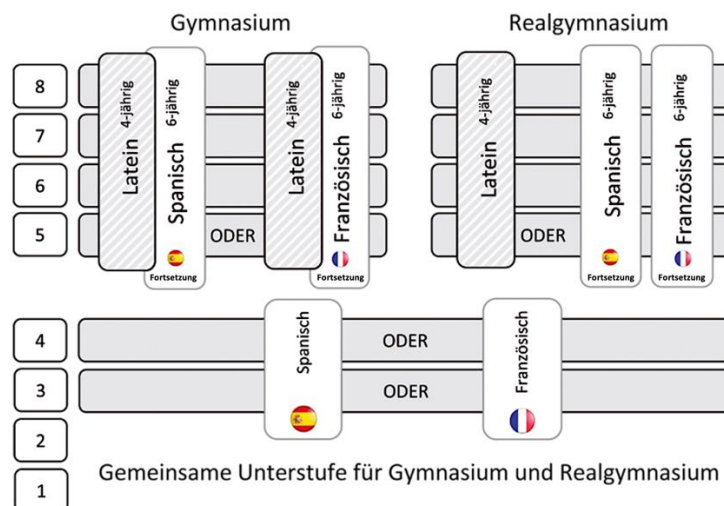 Gymnasium
Realgymnasium
8
7
6
5
Latein 4-jährig
Spanisch 6-jährig
Fortsetzung
ODER
Latein 4-jährig
Französisch 6-jährig
Fortsetzung
Latein 4-jährig
ODER
Spanisch 6-jährig
Fortsetzung
Französisch 6-jährig
Fortsetzung
4
3
2
1
Spanisch
ODER
ODER
Französisch
Gemeinsame Unterstufe für Gymnasium und Realgymnasium